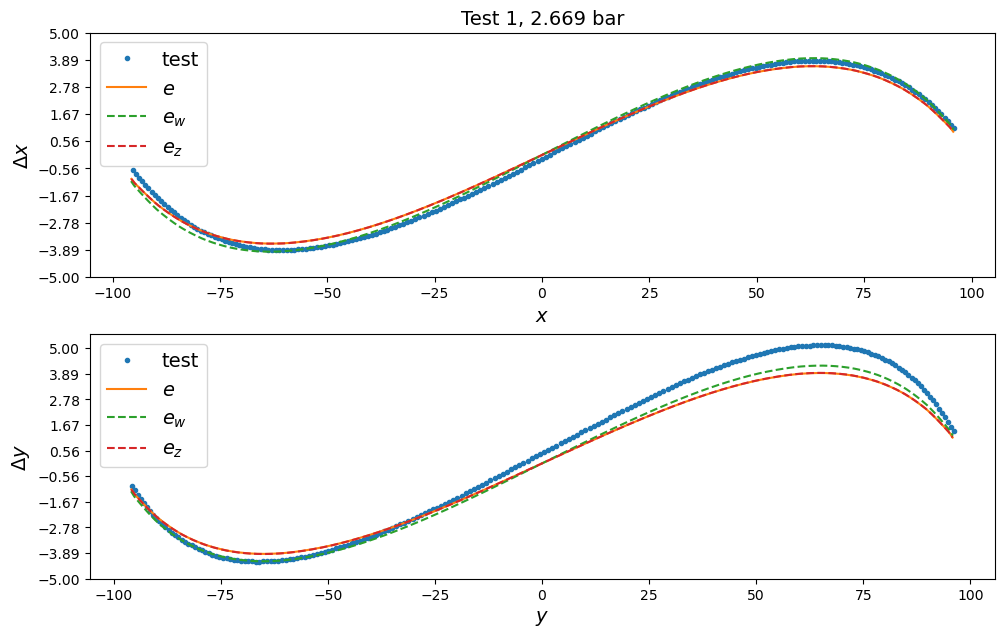 Test 1, 2.669 bar
5.00
3.89
2.78
1.67
0.56
−0.56
−1.67
−2.78
−3.89
−5.00
Δx
test
e
e_w
e_z
−100 −75 −50 −25 0 25 50 75 100
x
5.00
3.89
2.78
1.67
0.56
−0.56
−1.67
−2.78
−3.89
−5.00
Δy
test
e
e_w
e_z
−100 −75 −50 −25 0 25 50 75 100
y